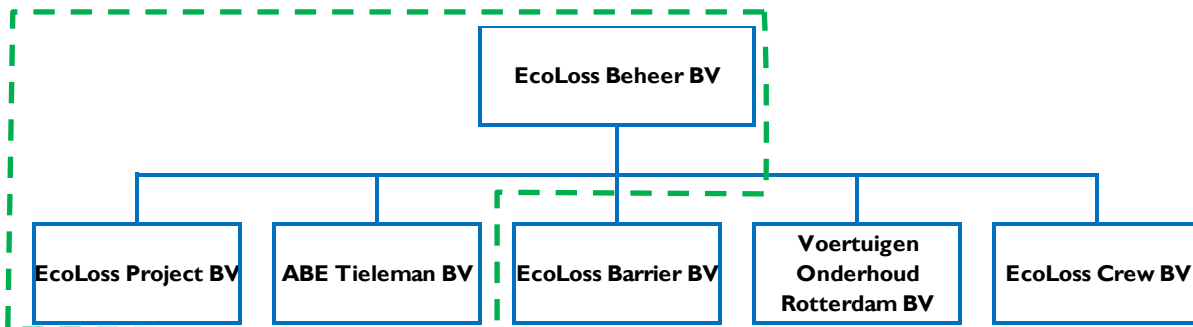 EcoLoss Beheer BV
EcoLoss Project BV
ABE Tieleman BV
EcoLoss Barrier BV
Voertuigen
Onderhoud
Rotterdam BV
EcoLoss Crew BV